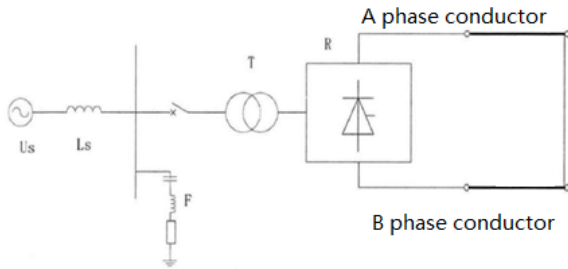 A phase conductor
R
T
Us
Ls
F
B phase conductor